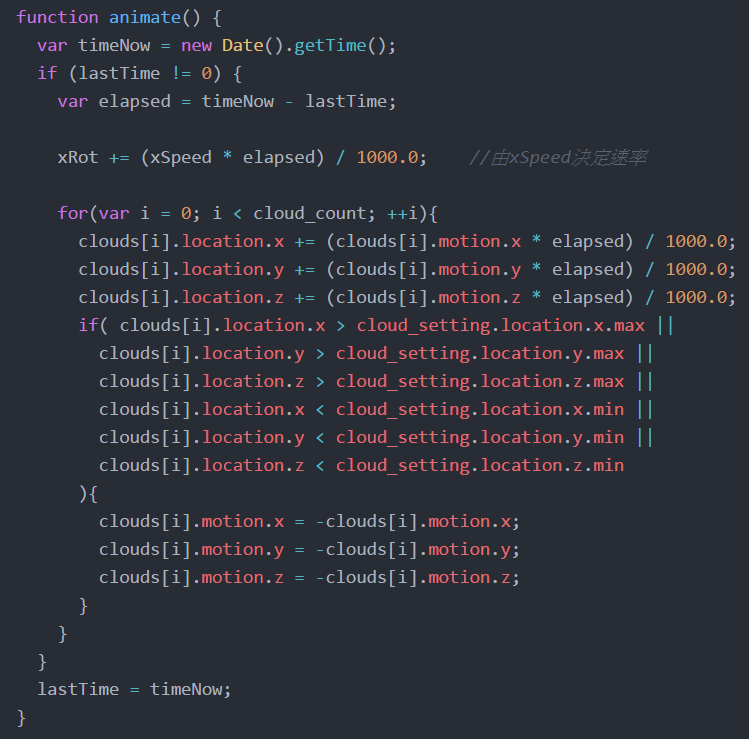 function animate() {
  var timeNow = new Date().getTime();
  if (lastTime != 0) {
    var elapsed = timeNow - lastTime;

    xRot += (xSpeed * elapsed) / 1000.0;    //由xSpeed決定速率

    for(var i = 0; i < cloud_count; ++i){
      clouds[i].location.x += (clouds[i].motion.x * elapsed) / 1000.0;
      clouds[i].location.y += (clouds[i].motion.y * elapsed) / 1000.0;
      clouds[i].location.z += (clouds[i].motion.z * elapsed) / 1000.0;
      if( clouds[i].location.x > cloud_setting.location.x.max ||
        clouds[i].location.y > cloud_setting.location.y.max ||
        clouds[i].location.z > cloud_setting.location.z.max ||
        clouds[i].location.x < cloud_setting.location.x.min ||
        clouds[i].location.y < cloud_setting.location.y.min ||
        clouds[i].location.z < cloud_setting.location.z.min
      ){
        clouds[i].motion.x = -clouds[i].motion.x;
        clouds[i].motion.y = -clouds[i].motion.y;
        clouds[i].motion.z = -clouds[i].motion.z;
      }
    }
  }
  lastTime = timeNow;
}